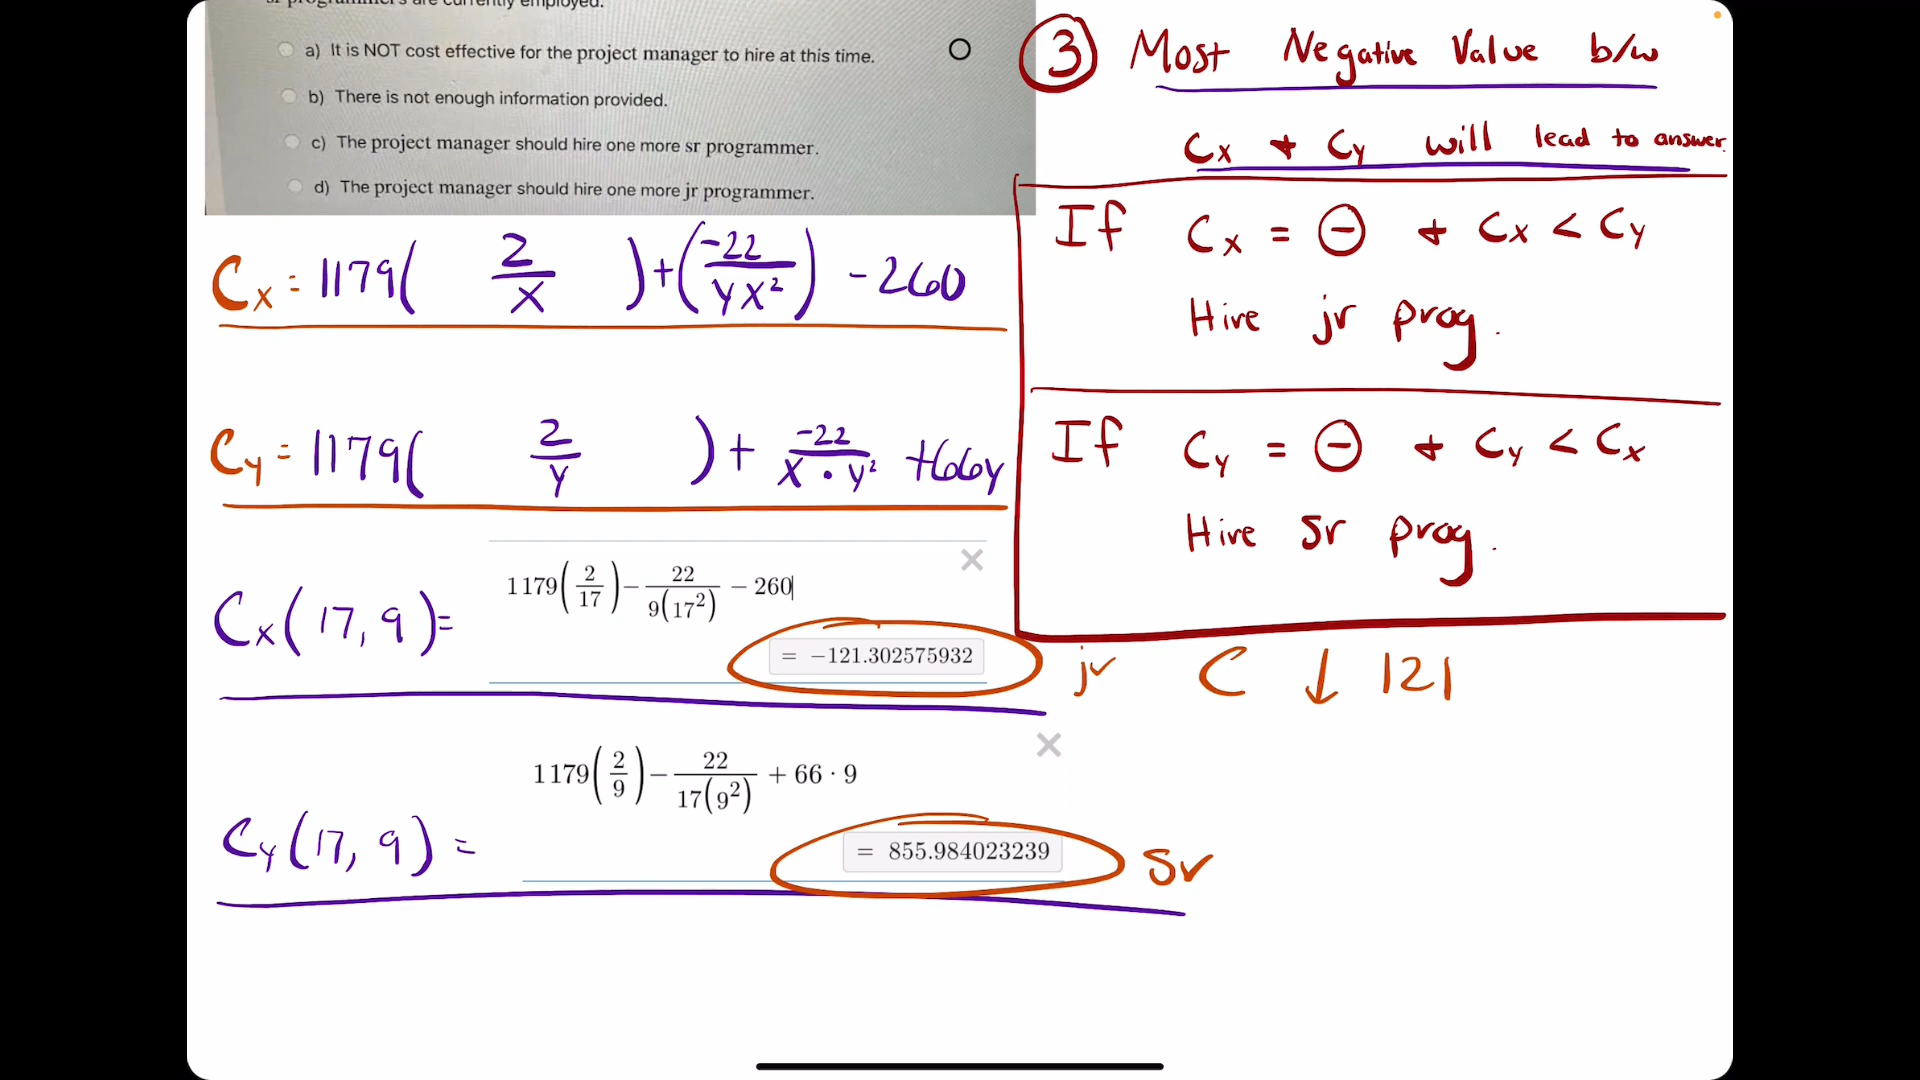 sr programmers are currently employed.
a) It is NOT cost effective for the project manager to hire at this time.
b) There is not enough information provided.
c) The project manager should hire one more sr programmer.
d) The project manager should hire one more jr programmer.
③ Most Negative Value b/w
Cx + Cy will lead to answer.
If Cx = ⊖ + Cx < Cy
Hire jr prog.
If Cy = ⊖ + Cy < Cx
Hire Sr prog.
Cx = 1179( 2/x ) + (-22/yx²) - 260
Cy = 1179( 2/y ) + -22/x · y² + 66y
Cx(17, 9) = 1179(2/17) − 22/9(17²) − 260
= −121.302575932 jr C ↓ 121
Cy(17, 9) = 1179(2/9) − 22/17(9²) + 66 · 9
= 855.984023239 Sr